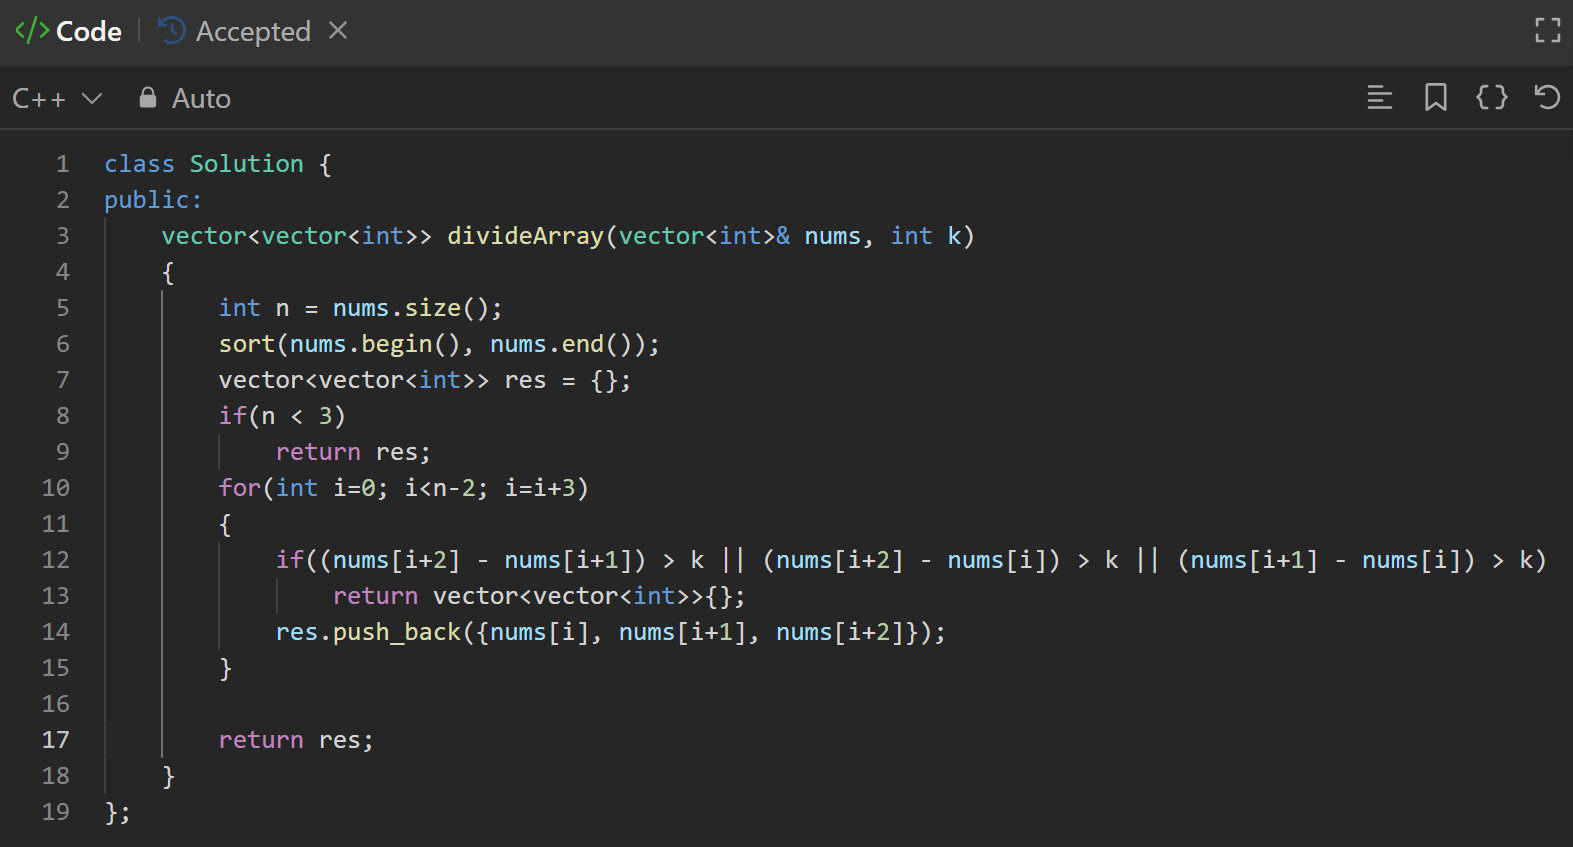 </> Code | Accepted ×
C++ Auto {}
1 class Solution {
2 public:
3     vector<vector<int>> divideArray(vector<int>& nums, int k)
4     {
5         int n = nums.size();
6         sort(nums.begin(), nums.end());
7         vector<vector<int>> res = {};
8         if(n < 3)
9             return res;
10         for(int i=0; i<n-2; i=i+3)
11         {
12             if((nums[i+2] - nums[i+1]) > k || (nums[i+2] - nums[i]) > k || (nums[i+1] - nums[i]) > k)
13                 return vector<vector<int>>{};
14             res.push_back({nums[i], nums[i+1], nums[i+2]});
15         }
16
17         return res;
18     }
19 };